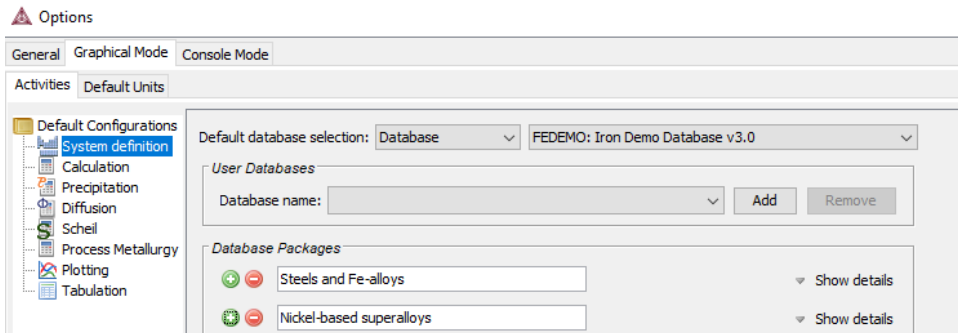 Options
General Graphical Mode Console Mode
Activities Default Units
Default Configurations
System definition
Calculation
Precipitation
Diffusion
Scheil
Process Metallurgy
Plotting
Tabulation
Default database selection: Database FEDEMO: Iron Demo Database v3.0
User Databases
Database name: Add Remove
Database Packages
Steels and Fe-alloys Show details
Nickel-based superalloys Show details